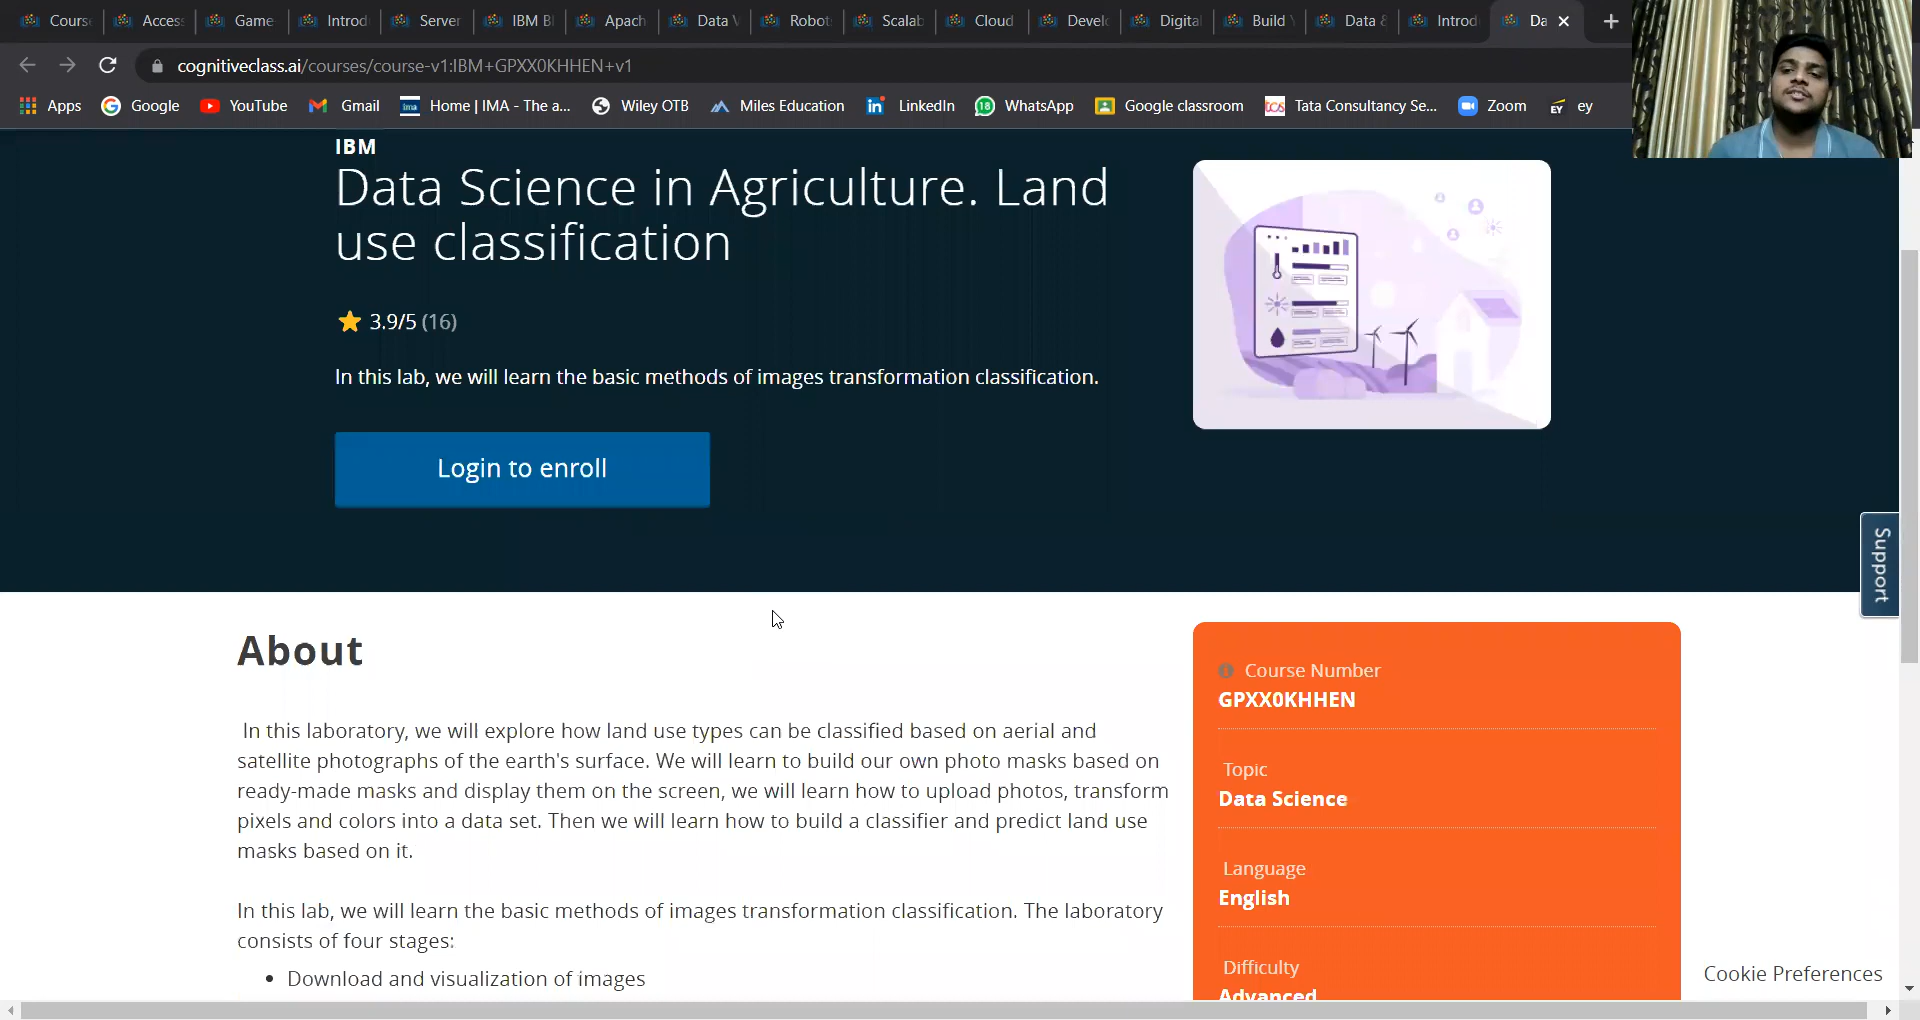 Cours Acces Game Introd Server IBM B Apach Data V Robot Scalab Cloud Develo Digital Build Y Data & Introd Da
cognitiveclass.ai/courses/course-v1:IBM+GPXX0KHHEN+v1
Apps Google YouTube Gmail Home | IMA - The a... Wiley OTB Miles Education LinkedIn WhatsApp Google classroom Tata Consultancy Se... Zoom ey
IBM
Data Science in Agriculture. Land
use classification
3.9/5 (16)
In this lab, we will learn the basic methods of images transformation classification.
Login to enroll
Support
About
In this laboratory, we will explore how land use types can be classified based on aerial and
satellite photographs of the earth's surface. We will learn to build our own photo masks based on
ready-made masks and display them on the screen, we will learn how to upload photos, transform
pixels and colors into a data set. Then we will learn how to build a classifier and predict land use
masks based on it.
In this lab, we will learn the basic methods of images transformation classification. The laboratory
consists of four stages:
• Download and visualization of images
Course Number
GPXX0KHHEN
Topic
Data Science
Language
English
Difficulty
Advanced
Cookie Preferences